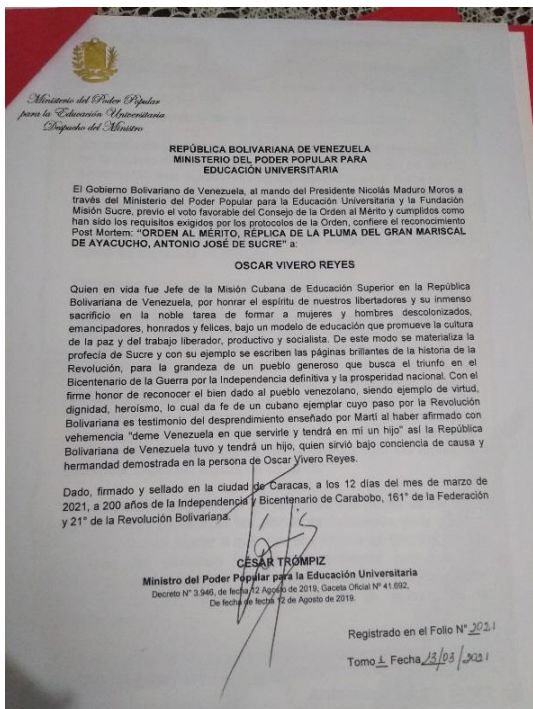 Ministerio del Poder Popular
para la Educación Universitaria
Despacho del Ministro
REPÚBLICA BOLIVARIANA DE VENEZUELA
MINISTERIO DEL PODER POPULAR PARA
EDUCACIÓN UNIVERSITARIA
El Gobierno Bolivariano de Venezuela, al mando del Presidente Nicolás Maduro Moros a
través del Ministerio del Poder Popular para la Educación Universitaria y la Fundación
Misión Sucre, previo el voto favorable del Consejo de la Orden al Mérito y cumplidos como
han sido los requisitos exigidos por los protocolos de la Orden, confiere el reconocimiento
Post Mortem: "ORDEN AL MÉRITO, RÉPLICA DE LA PLUMA DEL GRAN MARISCAL
DE AYACUCHO, ANTONIO JOSÉ DE SUCRE" a:
OSCAR VIVERO REYES
Quien en vida fue Jefe de la Misión Cubana de Educación Superior en la República
Bolivariana de Venezuela, por honrar el espíritu de nuestros libertadores y su inmenso
sacrificio en la noble tarea de formar a mujeres y hombres descolonizados,
emancipadores, honrados y felices, bajo un modelo de educación que promueve la cultura
de la paz y del trabajo liberador, productivo y socialista. De este modo se materializa la
profecía de Sucre y con su ejemplo se escriben las páginas brillantes de la historia de la
Revolución, para la grandeza de un pueblo generoso que busca el triunfo en el
Bicentenario de la Guerra por la Independencia definitiva y la prosperidad nacional. Con el
firme honor de reconocer el bien dado al pueblo venezolano, siendo ejemplo de virtud,
dignidad, heroísmo, lo cual da fe de un cubano ejemplar cuyo paso por la Revolución
Bolivariana es testimonio del desprendimiento enseñado por Martí al haber afirmado con
vehemencia "deme Venezuela en que servirle y tendrá en mi un hijo" así la República
Bolivariana de Venezuela tuvo y tendrá un hijo, quien sirvió bajo conciencia de causa y
hermandad demostrada en la persona de Oscar Vivero Reyes.
Dado, firmado y sellado en la ciudad de Caracas, a los 12 días del mes de marzo de
2021, a 200 años de la Independencia y Bicentenario de Carabobo, 161° de la Federación
y 21° de la Revolución Bolivariana.
CÉSAR TRÓMPIZ
Ministro del Poder Popular para la Educación Universitaria
Decreto N° 3.946, de fecha 12 Agosto de 2019, Gaceta Oficial N° 41.692,
De fecha de fecha 12 de Agosto de 2019.
Registrado en el Folio N° 2021
Tomo 1 Fecha 13/03/2021